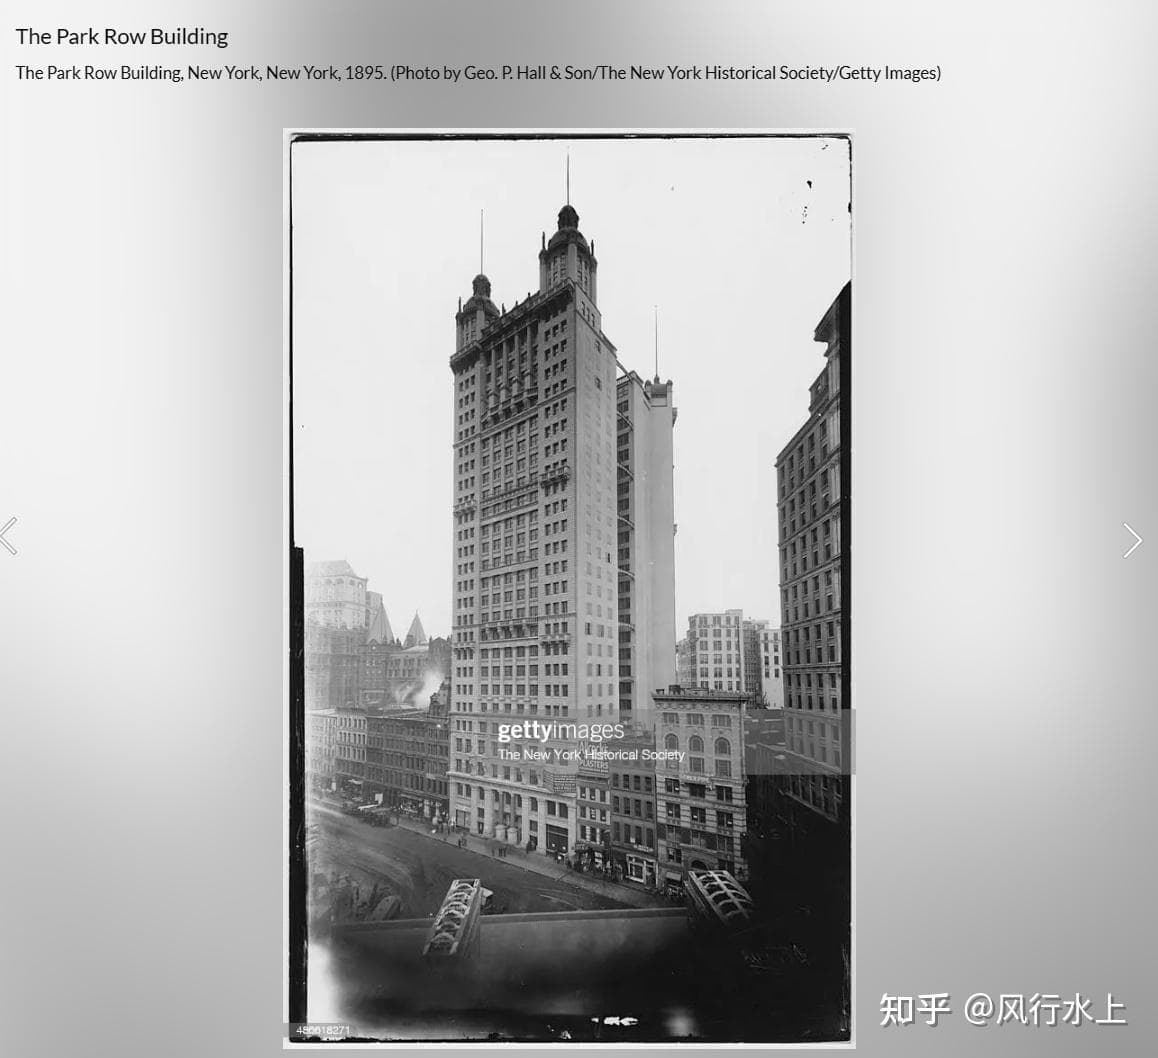 The Park Row Building
The Park Row Building, New York, New York, 1895. (Photo by Geo. P. Hall & Son/The New York Historical Society/Getty Images)
gettyimages
The New York Historical Society
PLASTERS
486618271
知乎 @风行水上